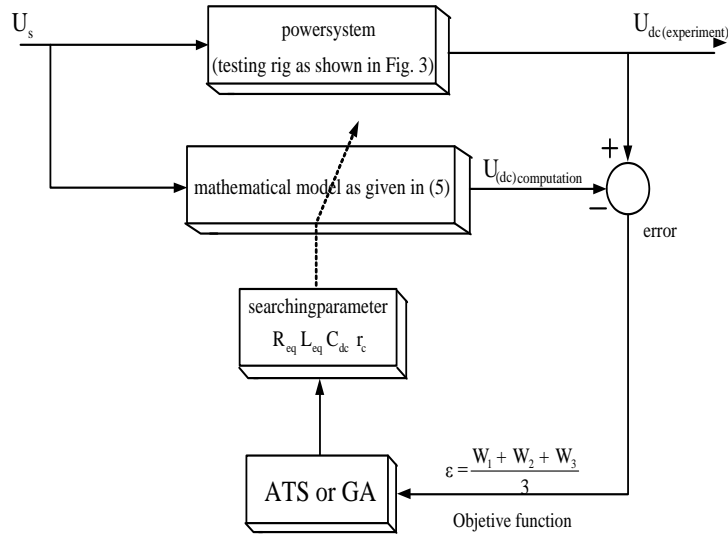 U_s
powersystem
(testing rig as shown in Fig. 3)
U_dc(experiment)
+
mathematical model as given in (5)
U_(dc)computation
−
error
searchingparameter
R_eq L_eq C_dc r_c
ATS or GA
ε = (W_1 + W_2 + W_3) / 3
Objetive function